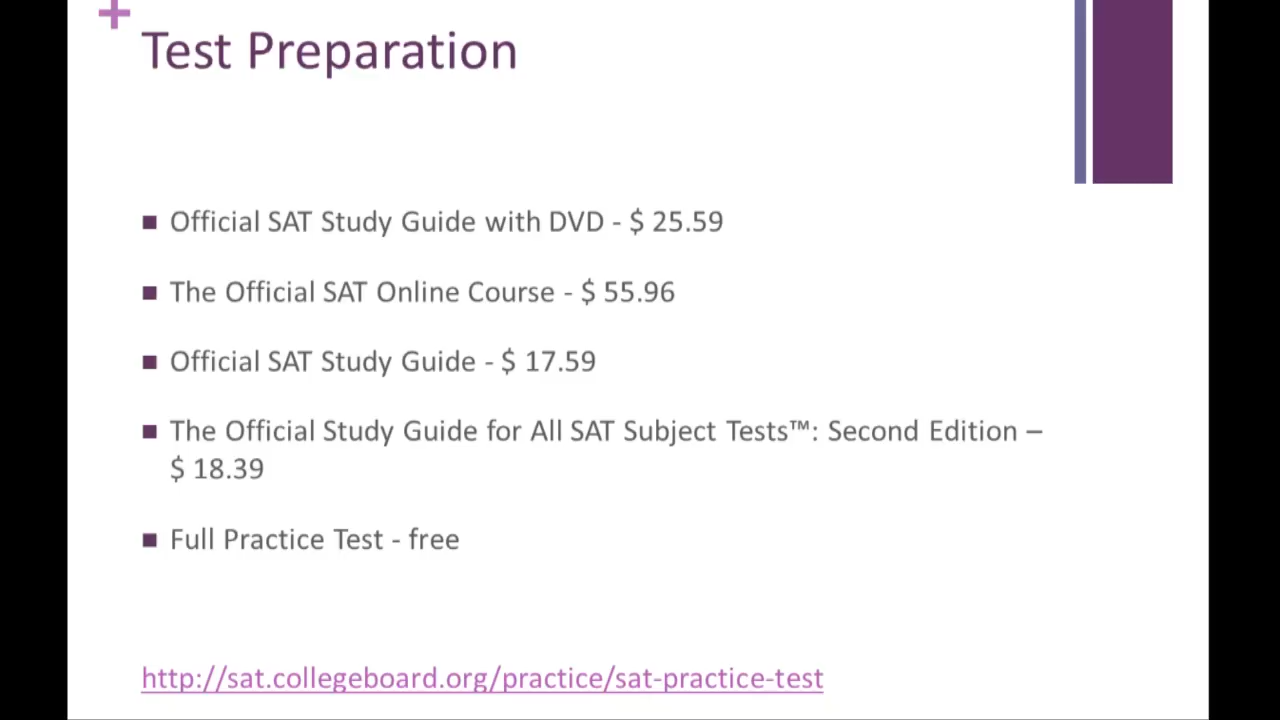 +
Test Preparation
■ Official SAT Study Guide with DVD - $ 25.59
■ The Official SAT Online Course - $ 55.96
■ Official SAT Study Guide - $ 17.59
■ The Official Study Guide for All SAT Subject Tests™: Second Edition –
$ 18.39
■ Full Practice Test - free
http://sat.collegeboard.org/practice/sat-practice-test